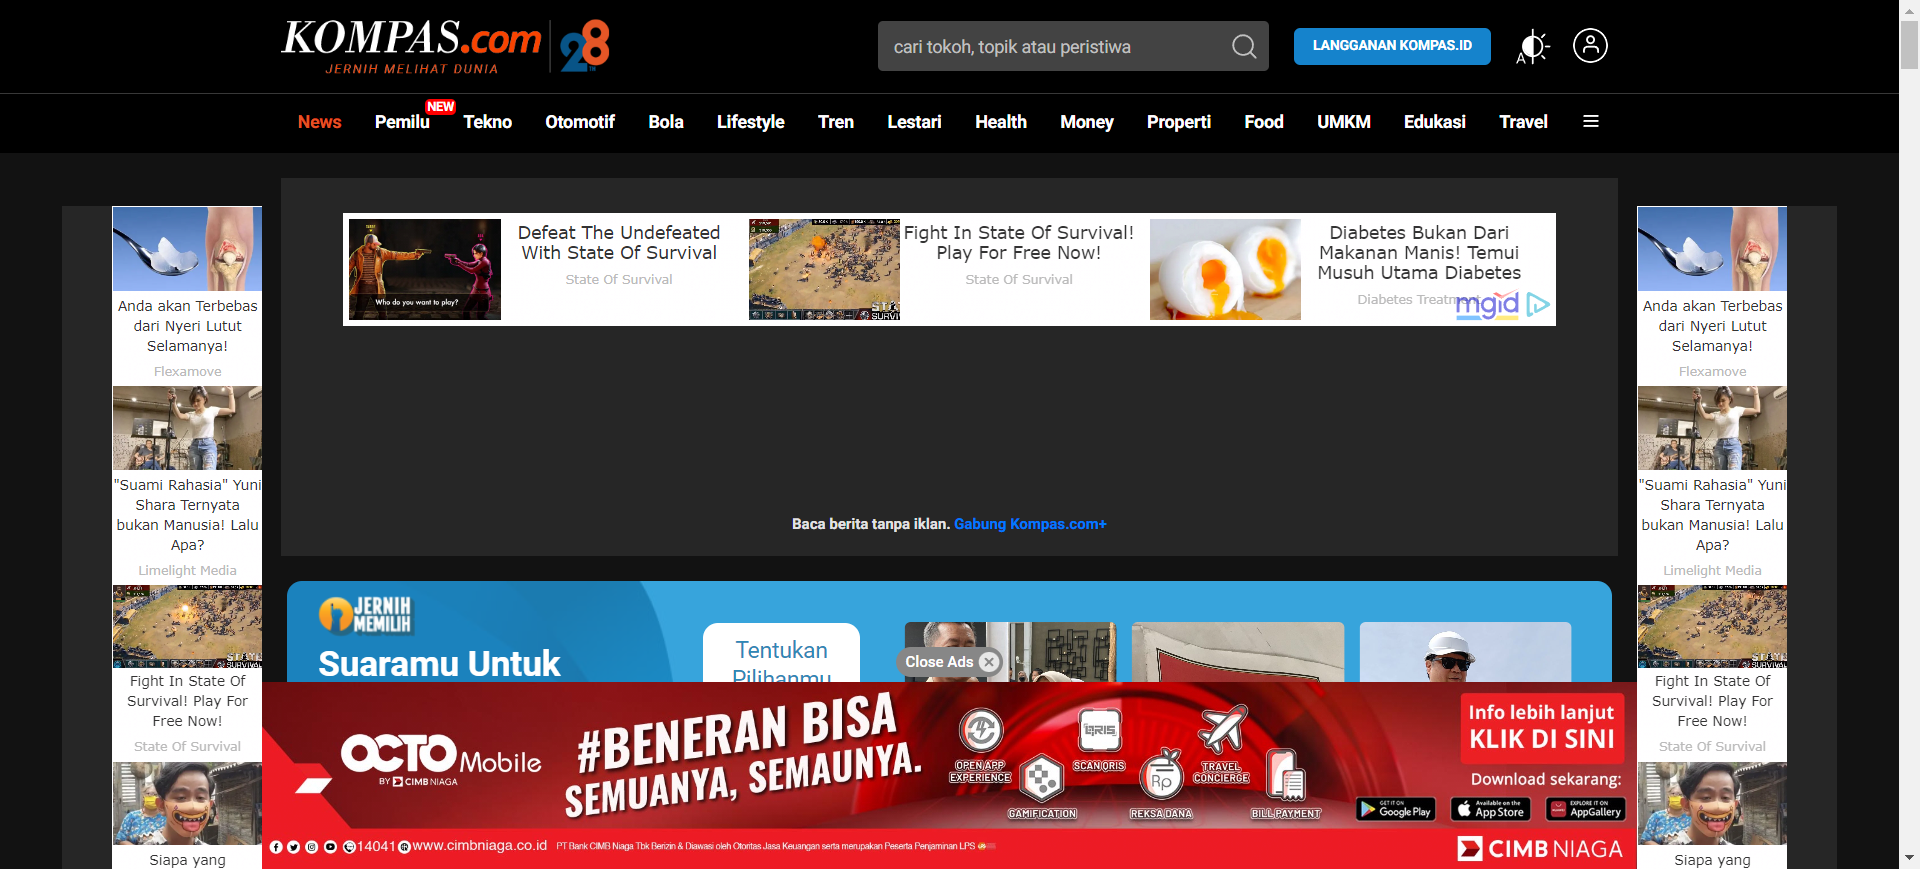 KOMPAS.com
JERNIH MELIHAT DUNIA
28
cari tokoh, topik atau peristiwa
LANGGANAN KOMPAS.ID
A
News
Pemilu
NEW
Tekno
Otomotif
Bola
Lifestyle
Tren
Lestari
Health
Money
Properti
Food
UMKM
Edukasi
Travel
Anda akan Terbebas
dari Nyeri Lutut
Selamanya!
Flexamove
"Suami Rahasia" Yuni
Shara Ternyata
bukan Manusia! Lalu
Apa?
Limelight Media
STATE
SURVIVAL
Fight In State Of
Survival! Play For
Free Now!
State Of Survival
Siapa yang
Who do you want to play?
Defeat The Undefeated
With State Of Survival
State Of Survival
STAT
SURVIV
Fight In State Of Survival!
Play For Free Now!
State Of Survival
Diabetes Bukan Dari
Makanan Manis! Temui
Musuh Utama Diabetes
Diabetes Treatment
mgid
Baca berita tanpa iklan. Gabung Kompas.com+
JERNIH
MEMILIH
Suaramu Untuk
Tentukan
Pilihanmu
Close Ads
OCTO Mobile
BY CIMB NIAGA
#BENERAN BISA
SEMUANYA, SEMAUNYA.
OPEN APP
EXPERIENCE
GAMIFICATION
QRIS
SCAN QRIS
Rp
REKSA DANA
TRAVEL
CONCIERGE
BILL PAYMENT
Info lebih lanjut
KLIK DI SINI
Download sekarang:
GET IT ON
Google Play
Available on the
App Store
EXPLORE IT ON
AppGallery
14041 www.cimbniaga.co.id
PT Bank CIMB Niaga Tbk Berizin & Diawasi oleh Otoritas Jasa Keuangan serta merupakan Peserta Penjaminan LPS
CIMB NIAGA
Anda akan Terbebas
dari Nyeri Lutut
Selamanya!
Flexamove
"Suami Rahasia" Yuni
Shara Ternyata
bukan Manusia! Lalu
Apa?
Limelight Media
STATE
SURVIVAL
Fight In State Of
Survival! Play For
Free Now!
State Of Survival
Siapa yang